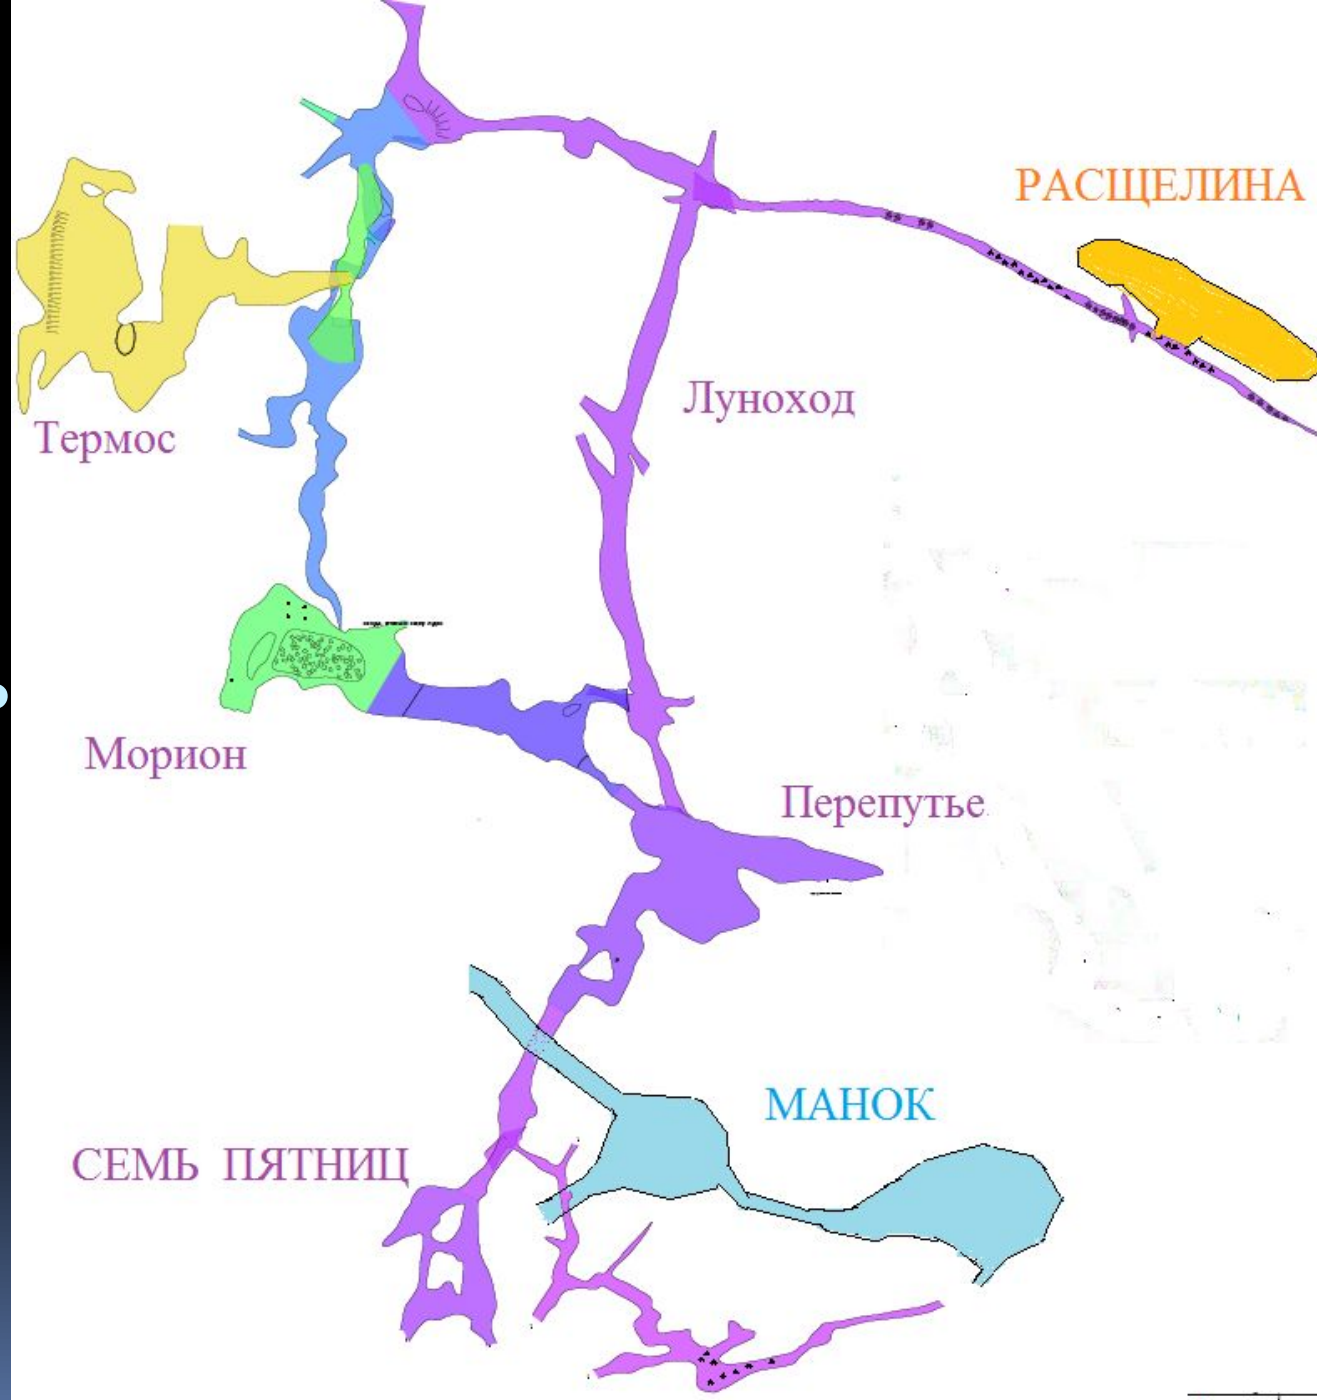 РАСЩЕЛИНА
Луноход
Термос
Морион
Перепутье
МАНОК
СЕМЬ ПЯТНИЦ